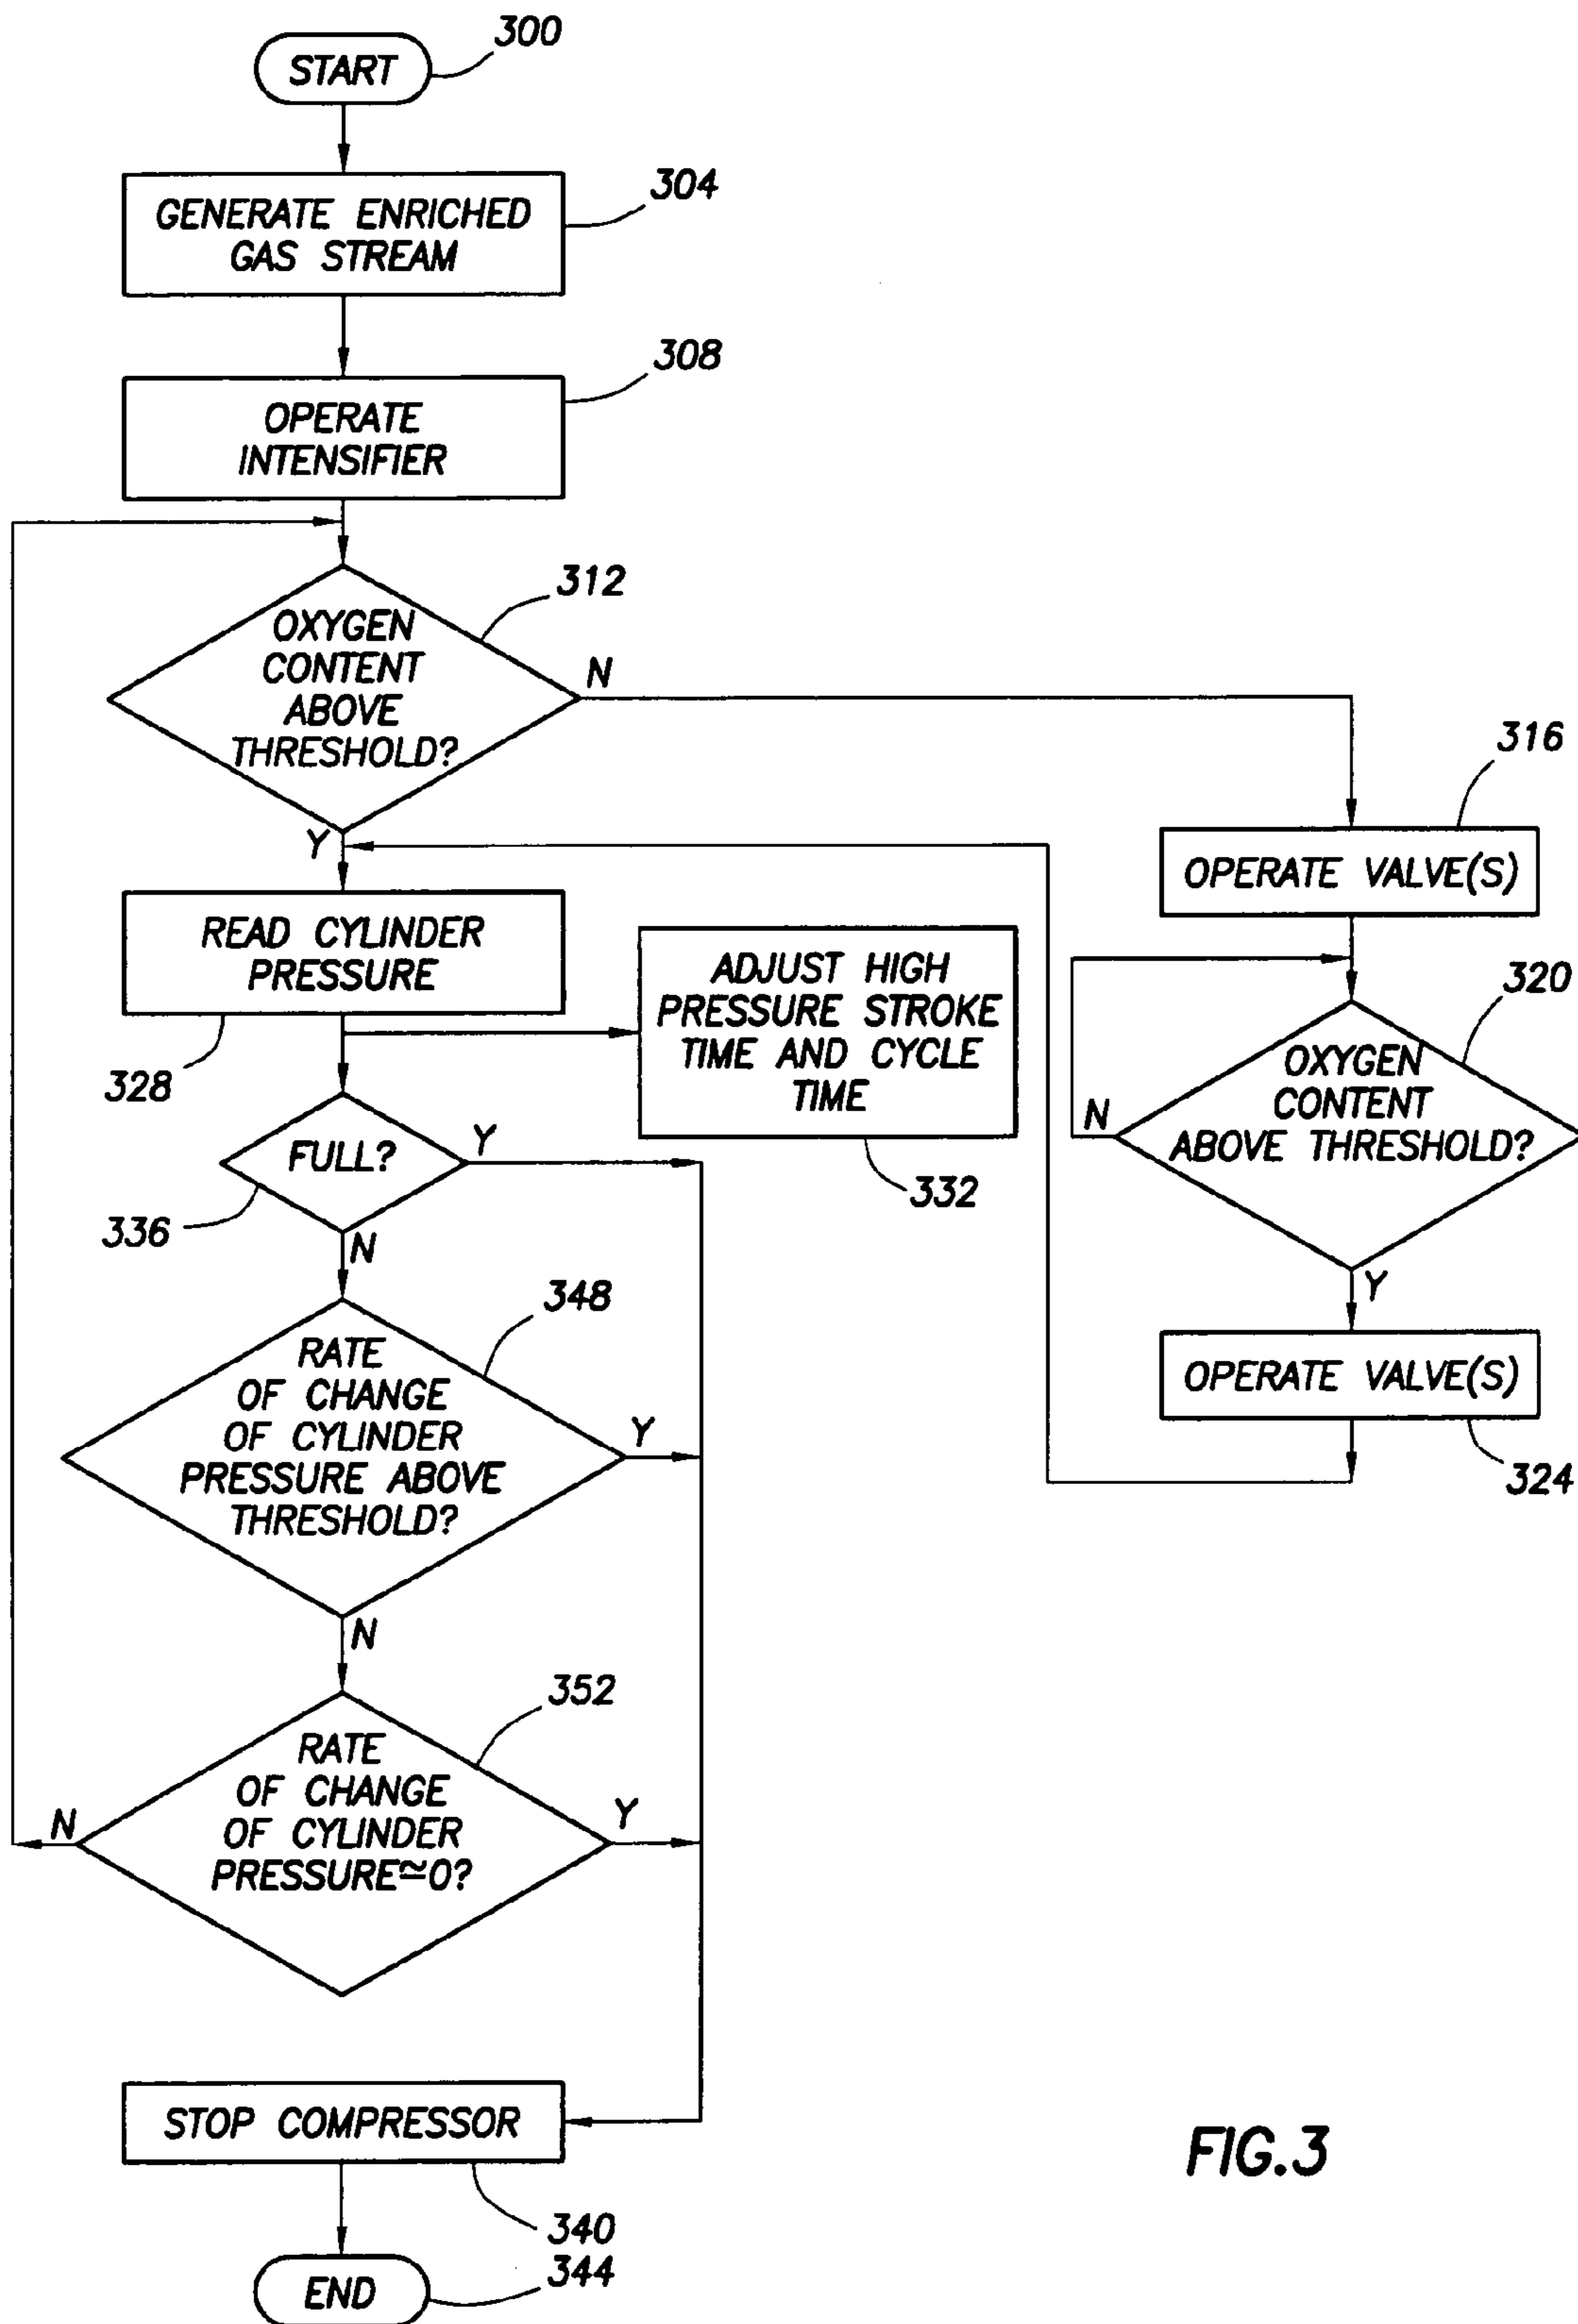 300
START
304
GENERATE ENRICHED
GAS STREAM
308
OPERATE
INTENSIFIER
312
OXYGEN
CONTENT
ABOVE
THRESHOLD?
N
Y
316
OPERATE VALVE(S)
320
OXYGEN
CONTENT
ABOVE THRESHOLD?
N
Y
OPERATE VALVE(S)
324
READ CYLINDER
PRESSURE
328
ADJUST HIGH
PRESSURE STROKE
TIME AND CYCLE
TIME
332
FULL?
Y
336
N
348
RATE
OF CHANGE
OF CYLINDER
PRESSURE ABOVE
THRESHOLD?
Y
N
352
RATE
OF CHANGE
OF CYLINDER
PRESSURE≃0?
N
Y
STOP COMPRESSOR
340
END
344
FIG.3